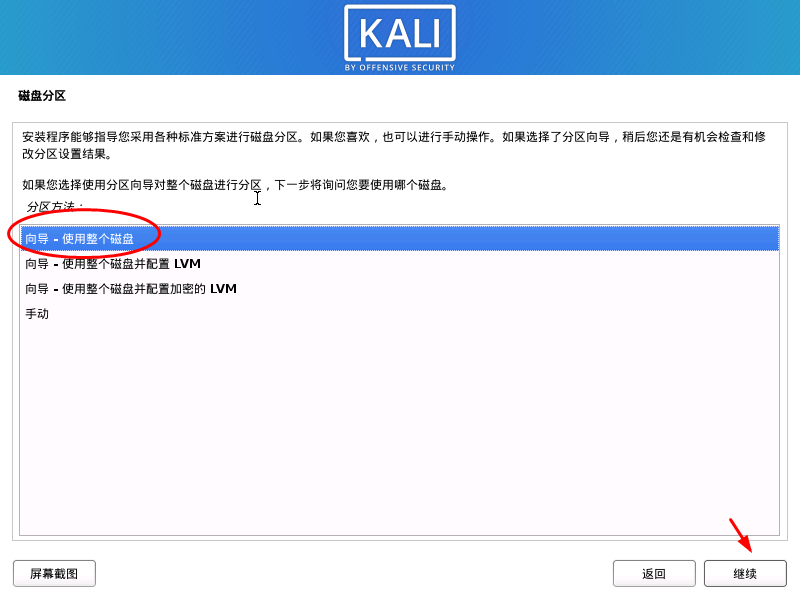 KALI
BY OFFENSIVE SECURITY
磁盘分区
安装程序能够指导您采用各种标准方案进行磁盘分区。如果您喜欢，也可以进行手动操作。如果选择了分区向导，稍后您还是有机会检查和修
改分区设置结果。
如果您选择使用分区向导对整个磁盘进行分区，下一步将询问您要使用哪个磁盘。
分区方法：
向导 - 使用整个磁盘
向导 - 使用整个磁盘并配置 LVM
向导 - 使用整个磁盘并配置加密的 LVM
手动
屏幕截图
返回
继续